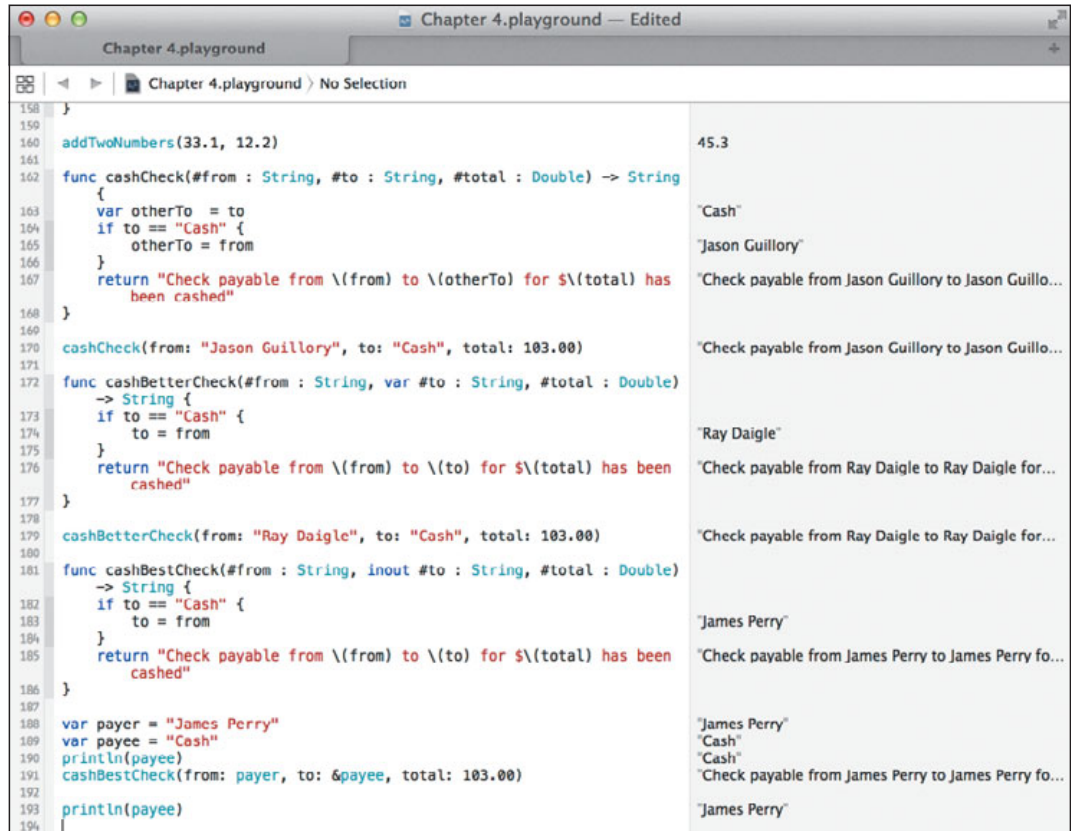 Chapter 4.playground — Edited
Chapter 4.playground
Chapter 4.playground 〉 No Selection
158 }
159
160 addTwoNumbers(33.1, 12.2) 45.3
161
162 func cashCheck(#from : String, #to : String, #total : Double) -> String
{
163 var otherTo = to "Cash"
164 if to == "Cash" {
165 otherTo = from "Jason Guillory"
166 }
167 return "Check payable from \(from) to \(otherTo) for $\(total) has "Check payable from Jason Guillory to Jason Guillo...
been cashed"
168 }
169
170 cashCheck(from: "Jason Guillory", to: "Cash", total: 103.00) "Check payable from Jason Guillory to Jason Guillo...
171
172 func cashBetterCheck(#from : String, var #to : String, #total : Double)
-> String {
173 if to == "Cash" {
174 to = from "Ray Daigle"
175 }
176 return "Check payable from \(from) to \(to) for $\(total) has been "Check payable from Ray Daigle to Ray Daigle for...
cashed"
177 }
178
179 cashBetterCheck(from: "Ray Daigle", to: "Cash", total: 103.00) "Check payable from Ray Daigle to Ray Daigle for...
180
181 func cashBestCheck(#from : String, inout #to : String, #total : Double)
-> String {
182 if to == "Cash" {
183 to = from "James Perry"
184 }
185 return "Check payable from \(from) to \(to) for $\(total) has been "Check payable from James Perry to James Perry fo...
cashed"
186 }
187
188 var payer = "James Perry" "James Perry"
189 var payee = "Cash" "Cash"
190 println(payee) "Cash"
191 cashBestCheck(from: payer, to: &payee, total: 103.00) "Check payable from James Perry to James Perry fo...
192
193 println(payee) "James Perry"
194